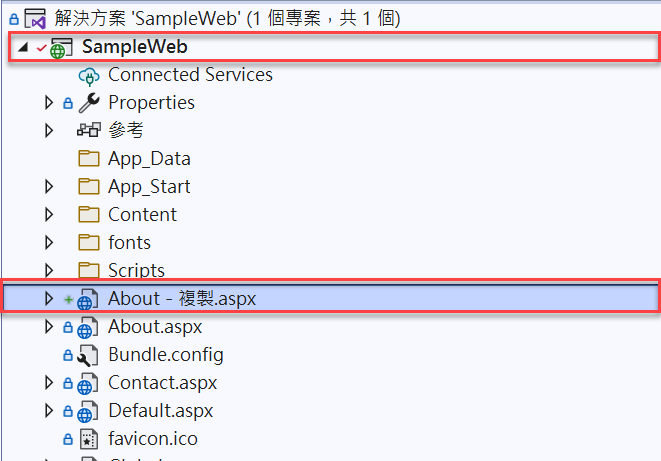 解決方案 'SampleWeb' (1 個專案，共 1 個)
SampleWeb
Connected Services
Properties
參考
App_Data
App_Start
Content
fonts
Scripts
About - 複製.aspx
About.aspx
Bundle.config
Contact.aspx
Default.aspx
favicon.ico